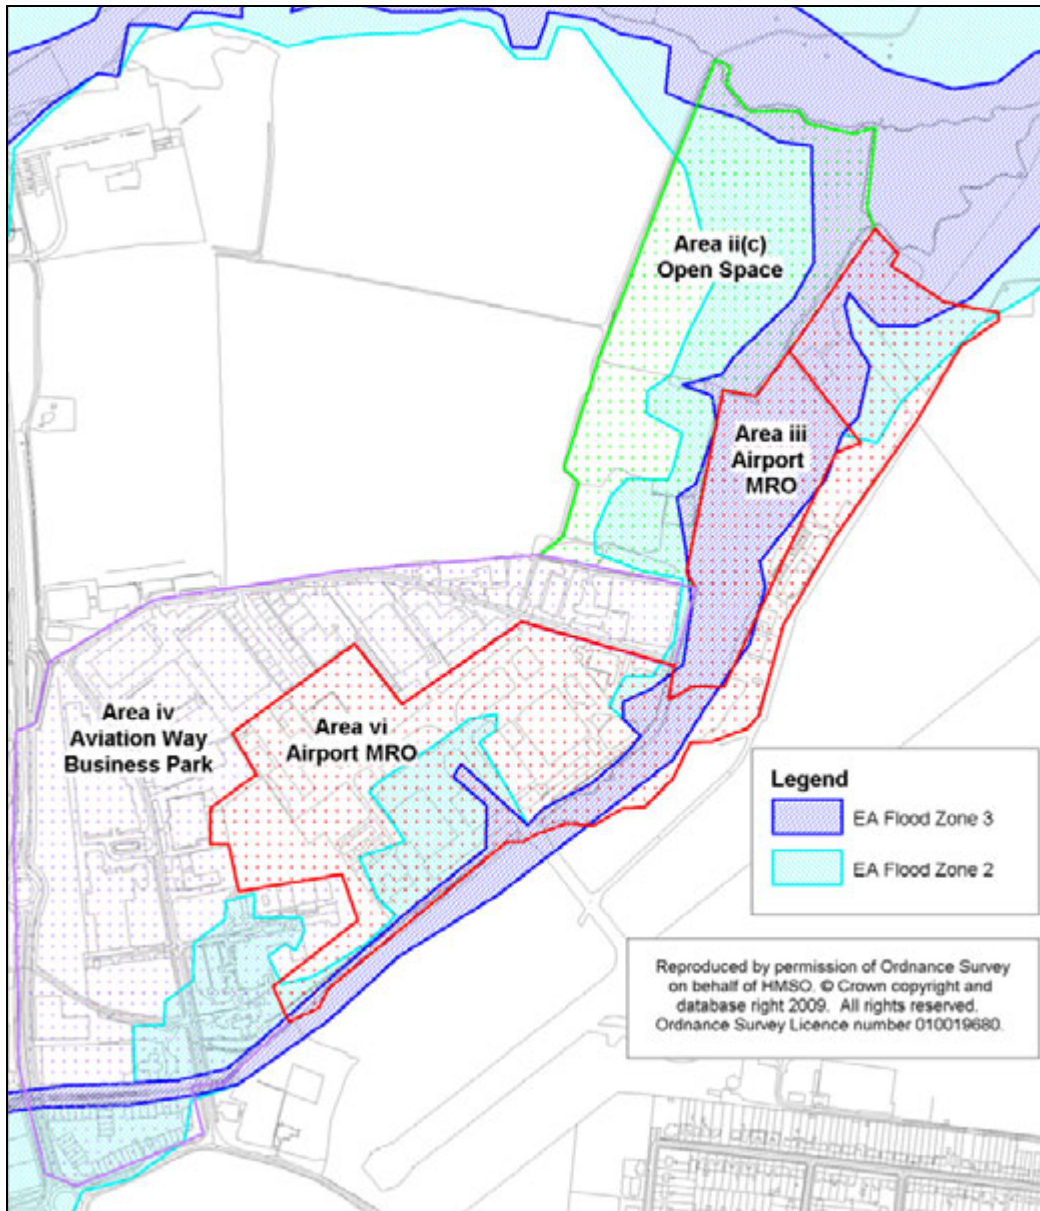 Area ii(c)
Open Space
Area iii
Airport
MRO
Area iv
Aviation Way
Business Park
Area vi
Airport MRO
Legend
EA Flood Zone 3
EA Flood Zone 2
Reproduced by permission of Ordnance Survey
on behalf of HMSO. © Crown copyright and
database right 2009. All rights reserved.
Ordnance Survey Licence number 010019680.